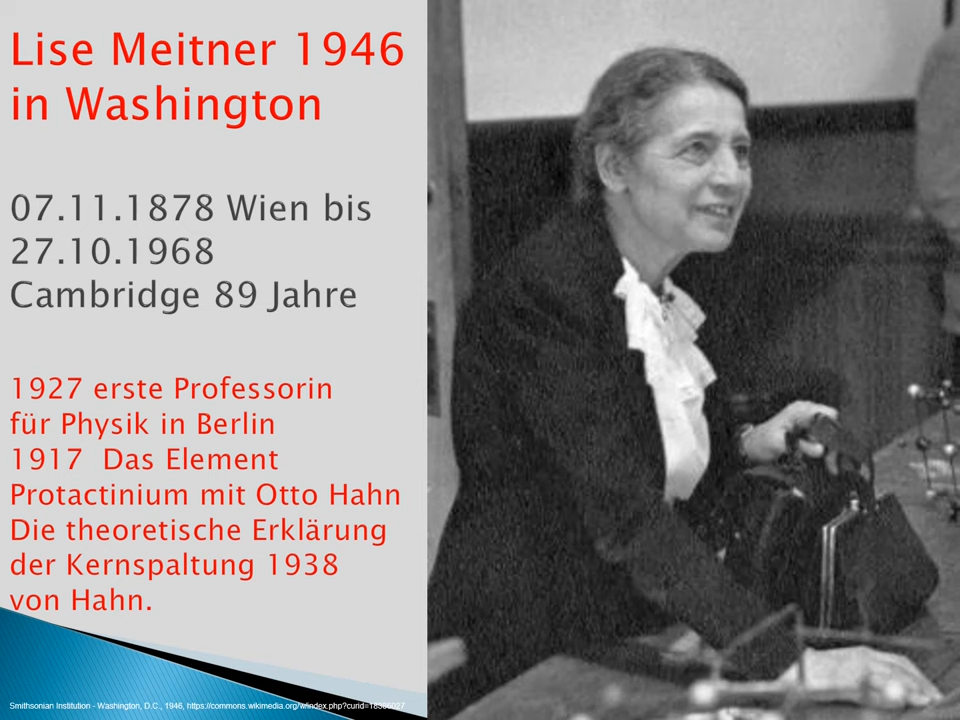 Lise Meitner 1946
in Washington
07.11.1878 Wien bis
27.10.1968
Cambridge 89 Jahre
1927 erste Professorin
für Physik in Berlin
1917 Das Element
Protactinium mit Otto Hahn
Die theoretische Erklärung
der Kernspaltung 1938
von Hahn.
Smithsonian Institution - Washington, D.C., 1946, https://commons.wikimedia.org/w/index.php?curid=18386027